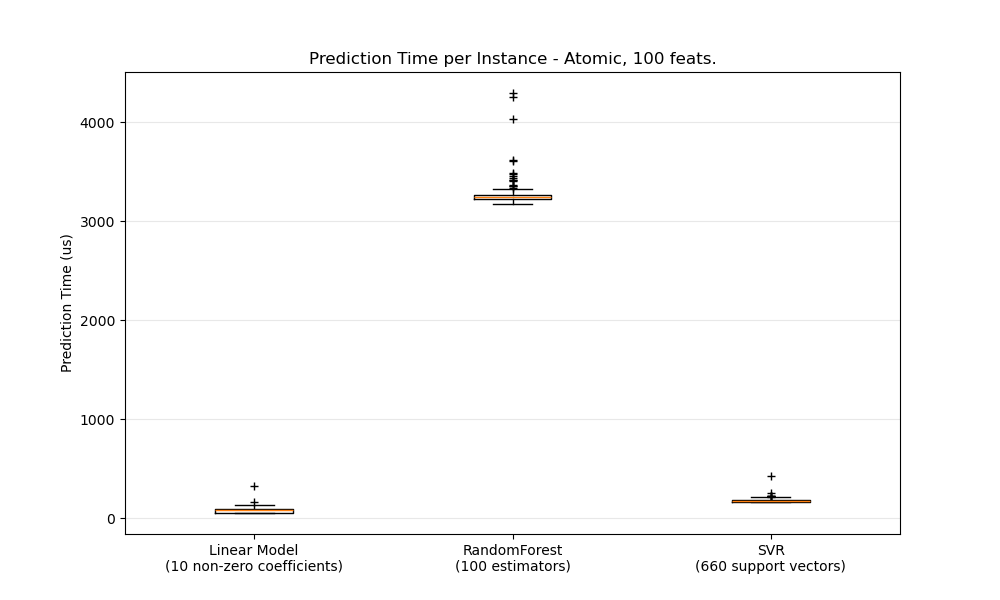 Prediction Time per Instance - Atomic, 100 feats.
Prediction Time (us)
4000
3000
2000
1000
0
Linear Model
(10 non-zero coefficients)
RandomForest
(100 estimators)
SVR
(660 support vectors)